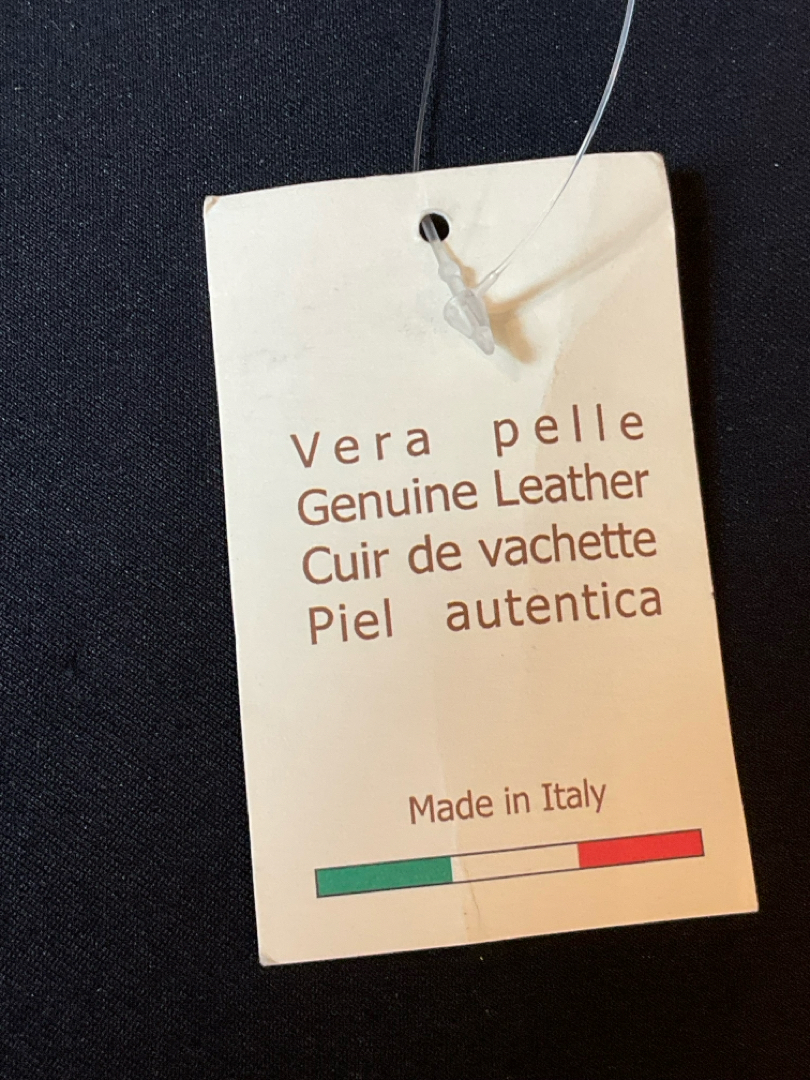 Vera pelle
Genuine Leather
Cuir de vachette
Piel autentica
Made in Italy